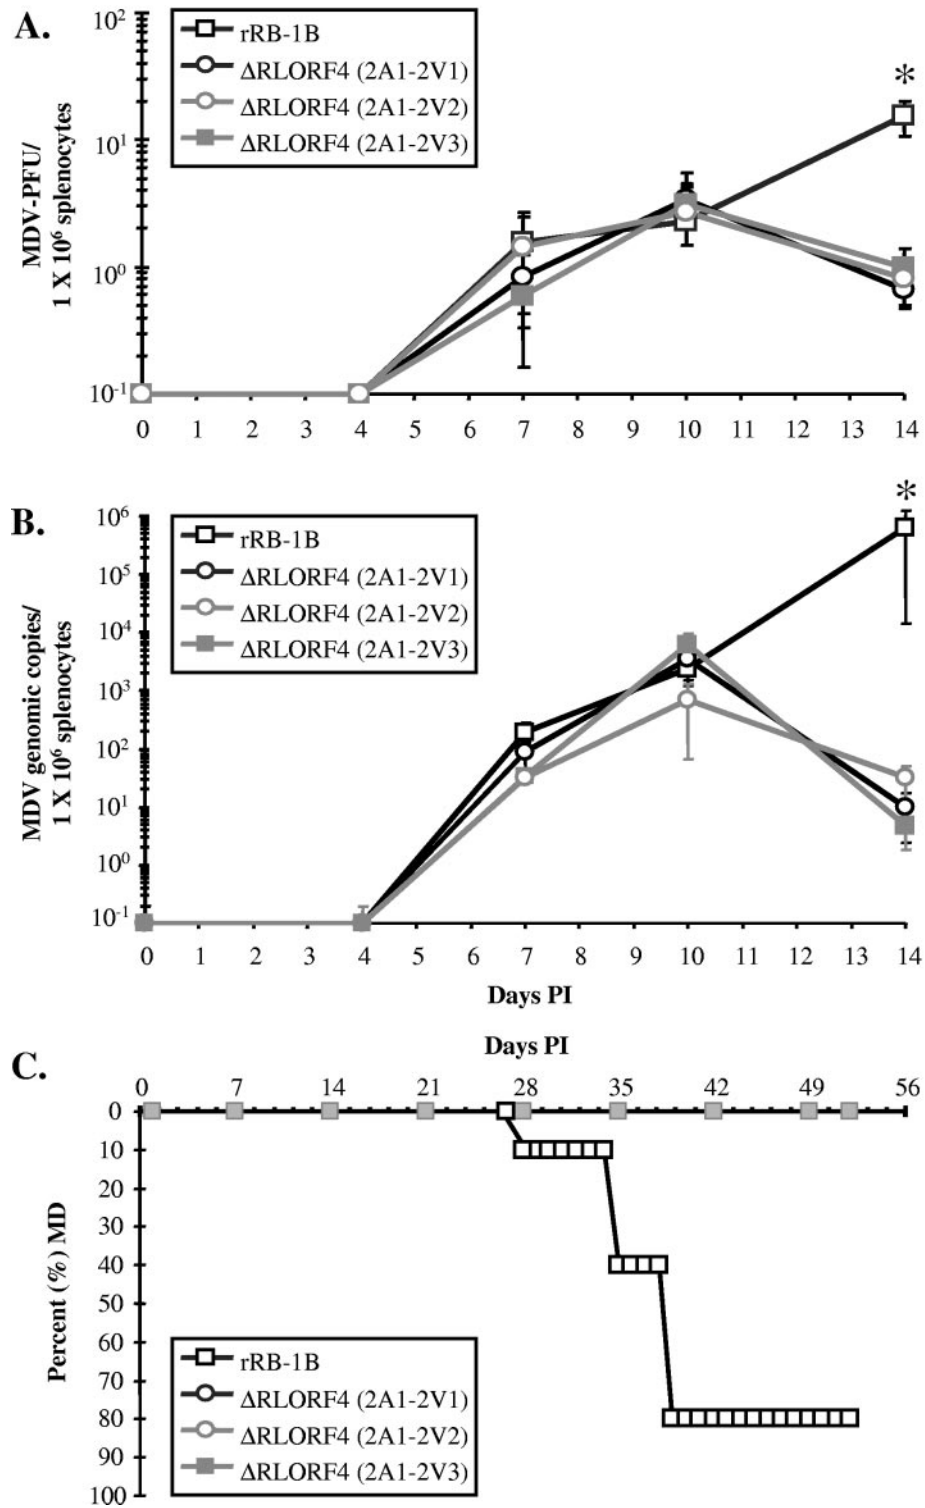 A.
10²
10¹
10⁰
10⁻¹
MDV-PFU/
1 X 10⁶ splenocytes
rRB-1B
ΔRLORF4 (2A1-2V1)
ΔRLORF4 (2A1-2V2)
ΔRLORF4 (2A1-2V3)
*
0 1 2 3 4 5 6 7 8 9 10 11 12 13 14
B.
10⁶
10⁵
10⁴
10³
10²
10¹
10⁰
10⁻¹
MDV genomic copies/
1 X 10⁶ splenocytes
rRB-1B
ΔRLORF4 (2A1-2V1)
ΔRLORF4 (2A1-2V2)
ΔRLORF4 (2A1-2V3)
*
0 1 2 3 4 5 6 7 8 9 10 11 12 13 14
Days PI
C.
Days PI
0 7 14 21 28 35 42 49 56
0
10
20
30
40
50
60
70
80
90
100
Percent (%) MD
rRB-1B
ΔRLORF4 (2A1-2V1)
ΔRLORF4 (2A1-2V2)
ΔRLORF4 (2A1-2V3)